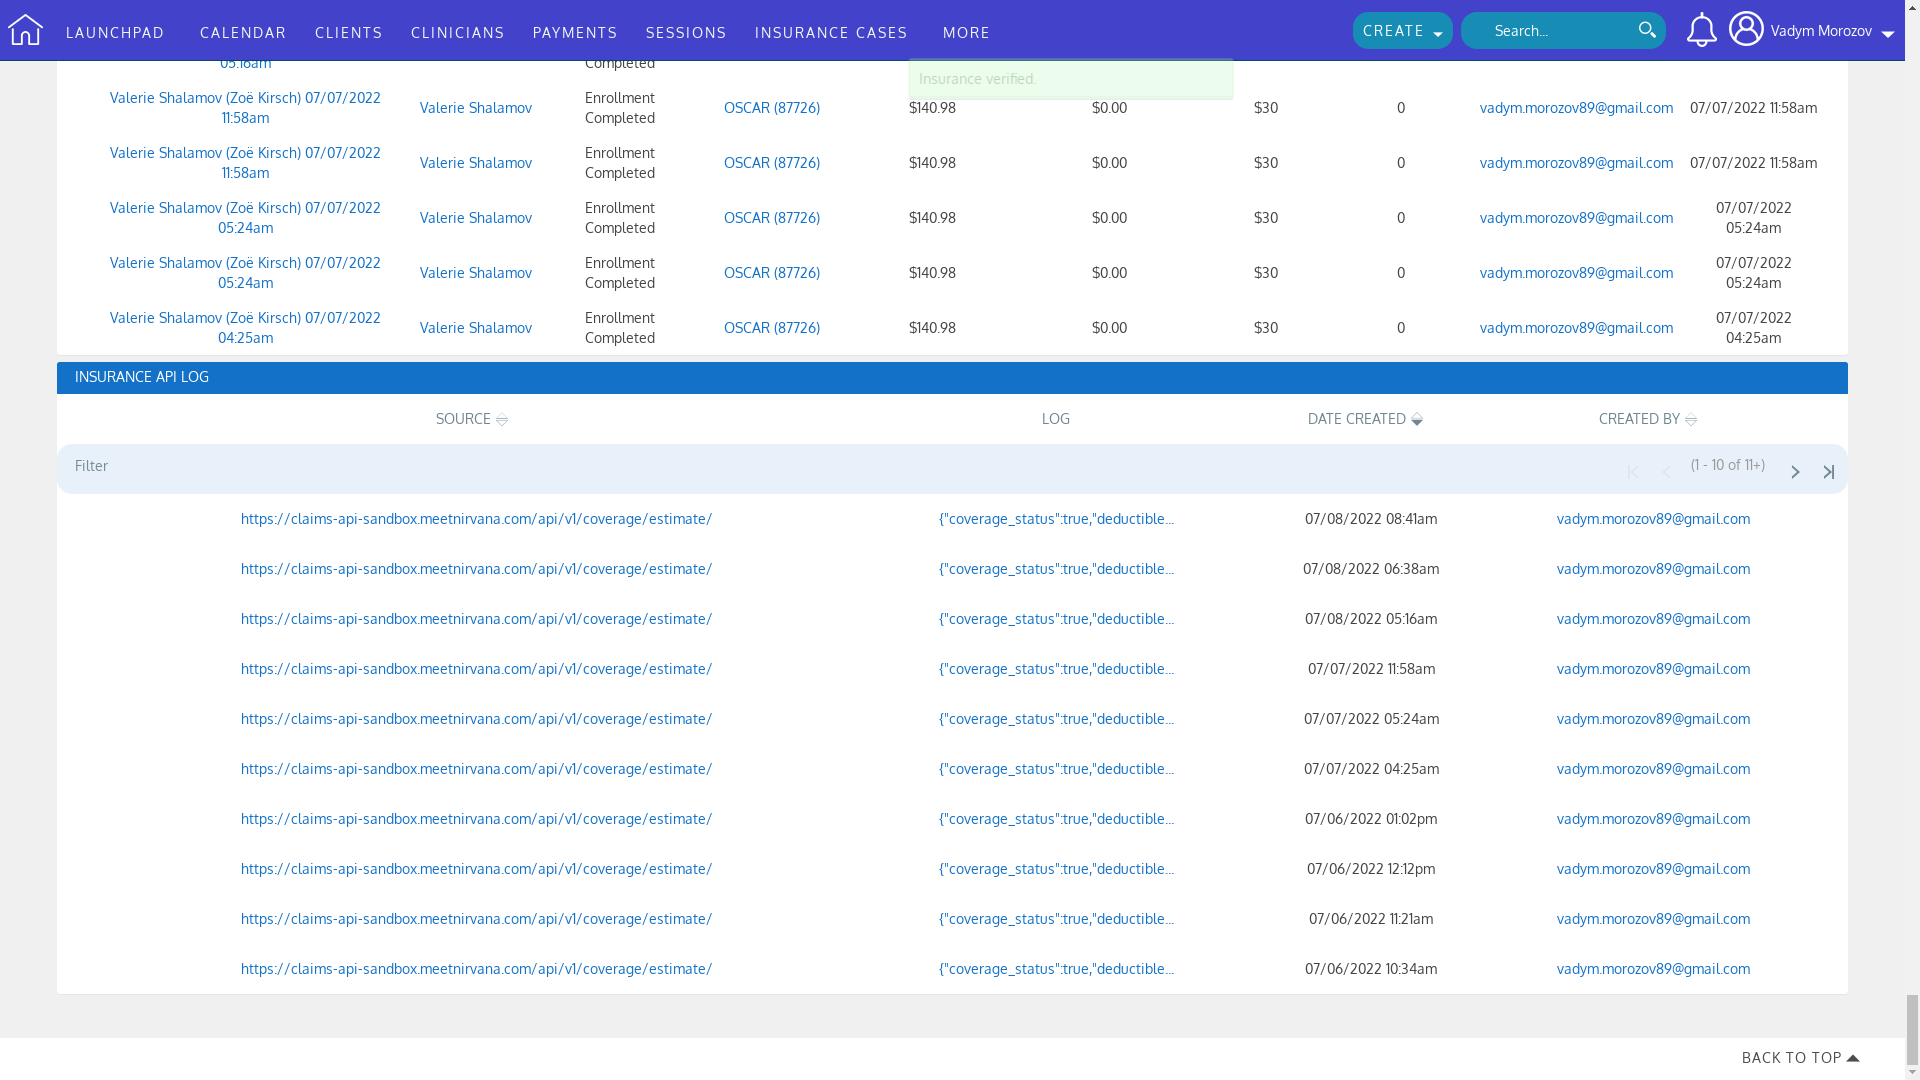 LAUNCHPAD CALENDAR CLIENTS CLINICIANS PAYMENTS SESSIONS INSURANCE CASES MORE CREATE Search... Vadym Morozov
05:16am Completed
Insurance verified.
Valerie Shalamov (Zoë Kirsch) 07/07/2022 11:58am Valerie Shalamov Enrollment Completed OSCAR (87726) $140.98 $0.00 $30 0 vadym.morozov89@gmail.com 07/07/2022 11:58am
Valerie Shalamov (Zoë Kirsch) 07/07/2022 11:58am Valerie Shalamov Enrollment Completed OSCAR (87726) $140.98 $0.00 $30 0 vadym.morozov89@gmail.com 07/07/2022 11:58am
Valerie Shalamov (Zoë Kirsch) 07/07/2022 05:24am Valerie Shalamov Enrollment Completed OSCAR (87726) $140.98 $0.00 $30 0 vadym.morozov89@gmail.com 07/07/2022 05:24am
Valerie Shalamov (Zoë Kirsch) 07/07/2022 05:24am Valerie Shalamov Enrollment Completed OSCAR (87726) $140.98 $0.00 $30 0 vadym.morozov89@gmail.com 07/07/2022 05:24am
Valerie Shalamov (Zoë Kirsch) 07/07/2022 04:25am Valerie Shalamov Enrollment Completed OSCAR (87726) $140.98 $0.00 $30 0 vadym.morozov89@gmail.com 07/07/2022 04:25am
INSURANCE API LOG
SOURCE LOG DATE CREATED CREATED BY
Filter (1 - 10 of 11+)
https://claims-api-sandbox.meetnirvana.com/api/v1/coverage/estimate/ {"coverage_status":true,"deductible... 07/08/2022 08:41am vadym.morozov89@gmail.com
https://claims-api-sandbox.meetnirvana.com/api/v1/coverage/estimate/ {"coverage_status":true,"deductible... 07/08/2022 06:38am vadym.morozov89@gmail.com
https://claims-api-sandbox.meetnirvana.com/api/v1/coverage/estimate/ {"coverage_status":true,"deductible... 07/08/2022 05:16am vadym.morozov89@gmail.com
https://claims-api-sandbox.meetnirvana.com/api/v1/coverage/estimate/ {"coverage_status":true,"deductible... 07/07/2022 11:58am vadym.morozov89@gmail.com
https://claims-api-sandbox.meetnirvana.com/api/v1/coverage/estimate/ {"coverage_status":true,"deductible... 07/07/2022 05:24am vadym.morozov89@gmail.com
https://claims-api-sandbox.meetnirvana.com/api/v1/coverage/estimate/ {"coverage_status":true,"deductible... 07/07/2022 04:25am vadym.morozov89@gmail.com
https://claims-api-sandbox.meetnirvana.com/api/v1/coverage/estimate/ {"coverage_status":true,"deductible... 07/06/2022 01:02pm vadym.morozov89@gmail.com
https://claims-api-sandbox.meetnirvana.com/api/v1/coverage/estimate/ {"coverage_status":true,"deductible... 07/06/2022 12:12pm vadym.morozov89@gmail.com
https://claims-api-sandbox.meetnirvana.com/api/v1/coverage/estimate/ {"coverage_status":true,"deductible... 07/06/2022 11:21am vadym.morozov89@gmail.com
https://claims-api-sandbox.meetnirvana.com/api/v1/coverage/estimate/ {"coverage_status":true,"deductible... 07/06/2022 10:34am vadym.morozov89@gmail.com
BACK TO TOP